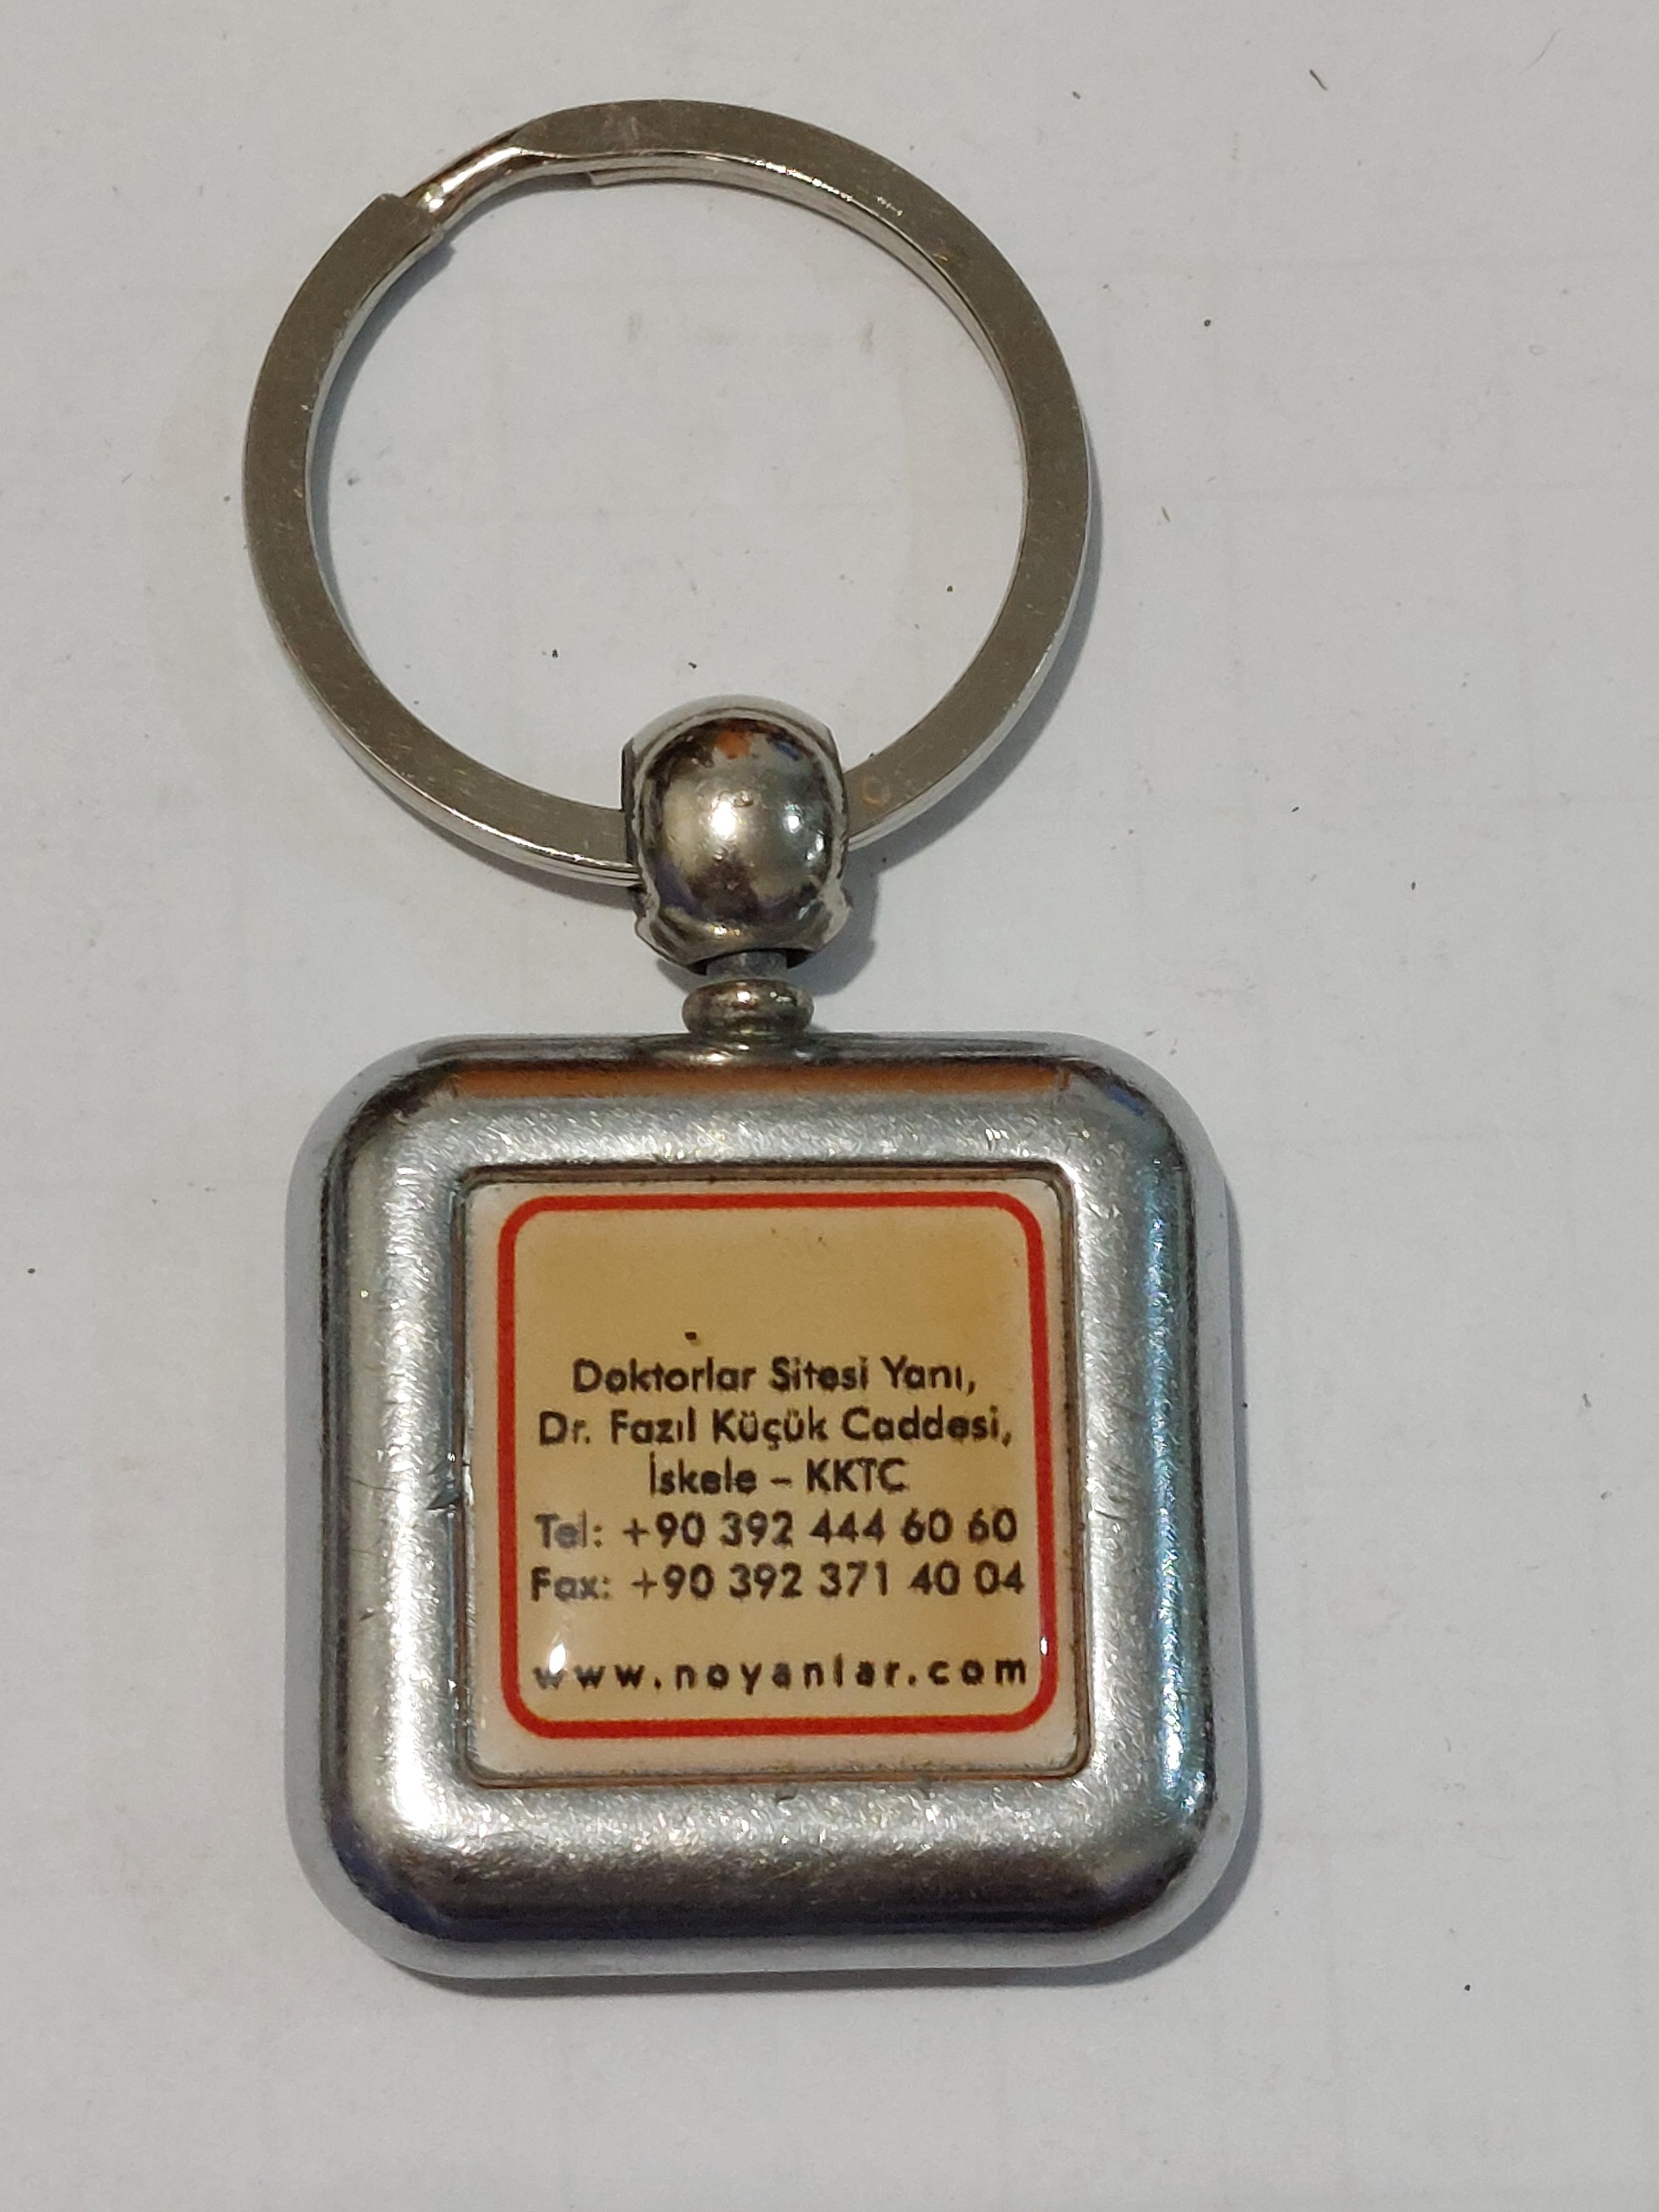 Doktorlar Sitesi Yanı,
Dr. Fazıl Küçük Caddesi,
İskele – KKTC
Tel: +90 392 444 60 60
Fax: +90 392 371 40 04
www.noyanlar.com